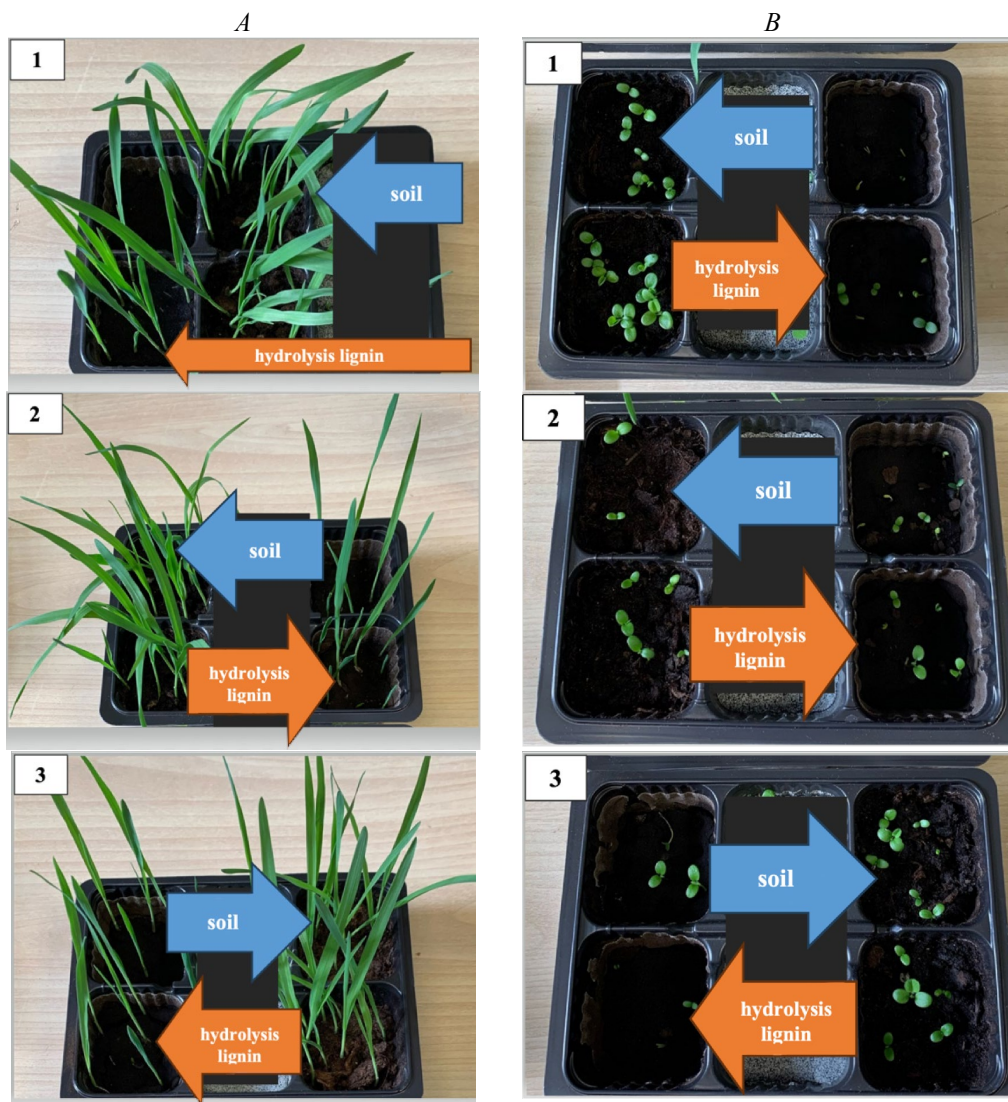 A
B
1
soil
hydrolysis lignin
1
soil
hydrolysis
lignin
2
soil
hydrolysis
lignin
2
soil
hydrolysis
lignin
3
soil
hydrolysis
lignin
3
soil
hydrolysis
lignin